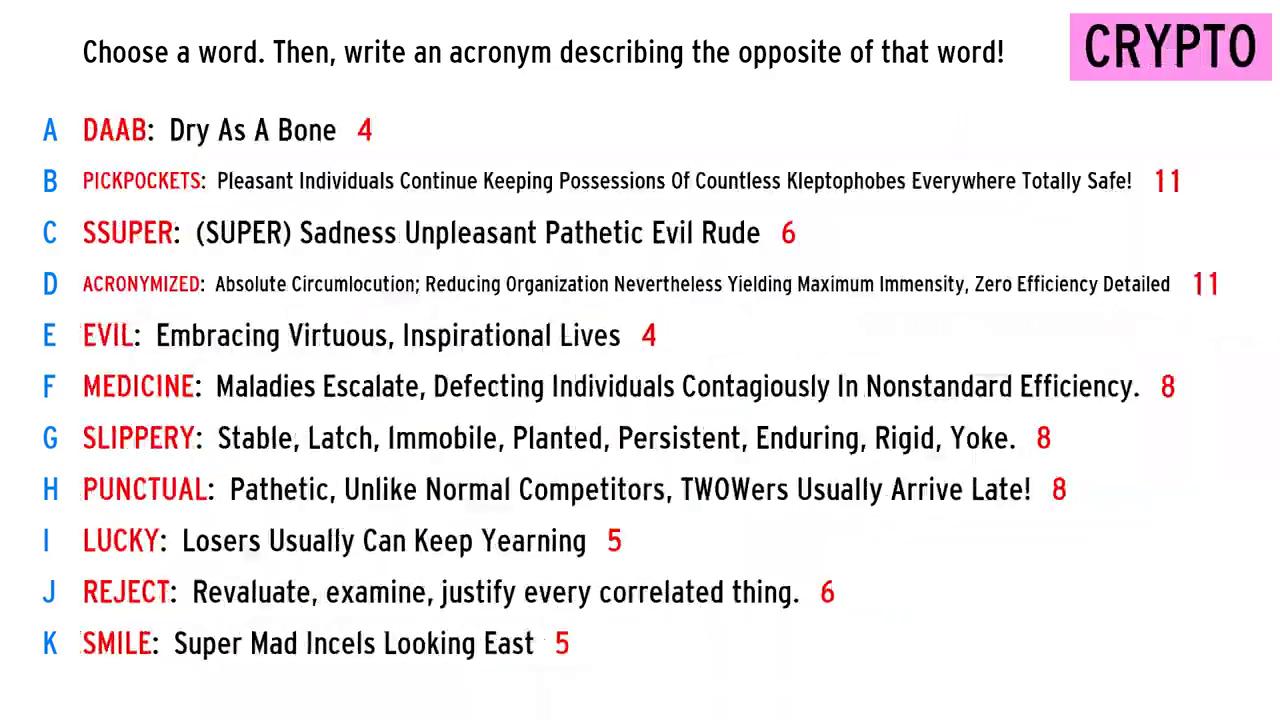 Choose a word. Then, write an acronym describing the opposite of that word!
CRYPTO
A DAAB: Dry As A Bone 4
B PICKPOCKETS: Pleasant Individuals Continue Keeping Possessions Of Countless Kleptophobes Everywhere Totally Safe! 11
C SSUPER: (SUPER) Sadness Unpleasant Pathetic Evil Rude 6
D ACRONYMIZED: Absolute Circumlocution; Reducing Organization Nevertheless Yielding Maximum Immensity, Zero Efficiency Detailed 11
E EVIL: Embracing Virtuous, Inspirational Lives 4
F MEDICINE: Maladies Escalate, Defecting Individuals Contagiously In Nonstandard Efficiency. 8
G SLIPPERY: Stable, Latch, Immobile, Planted, Persistent, Enduring, Rigid, Yoke. 8
H PUNCTUAL: Pathetic, Unlike Normal Competitors, TWOWers Usually Arrive Late! 8
I LUCKY: Losers Usually Can Keep Yearning 5
J REJECT: Revaluate, examine, justify every correlated thing. 6
K SMILE: Super Mad Incels Looking East 5